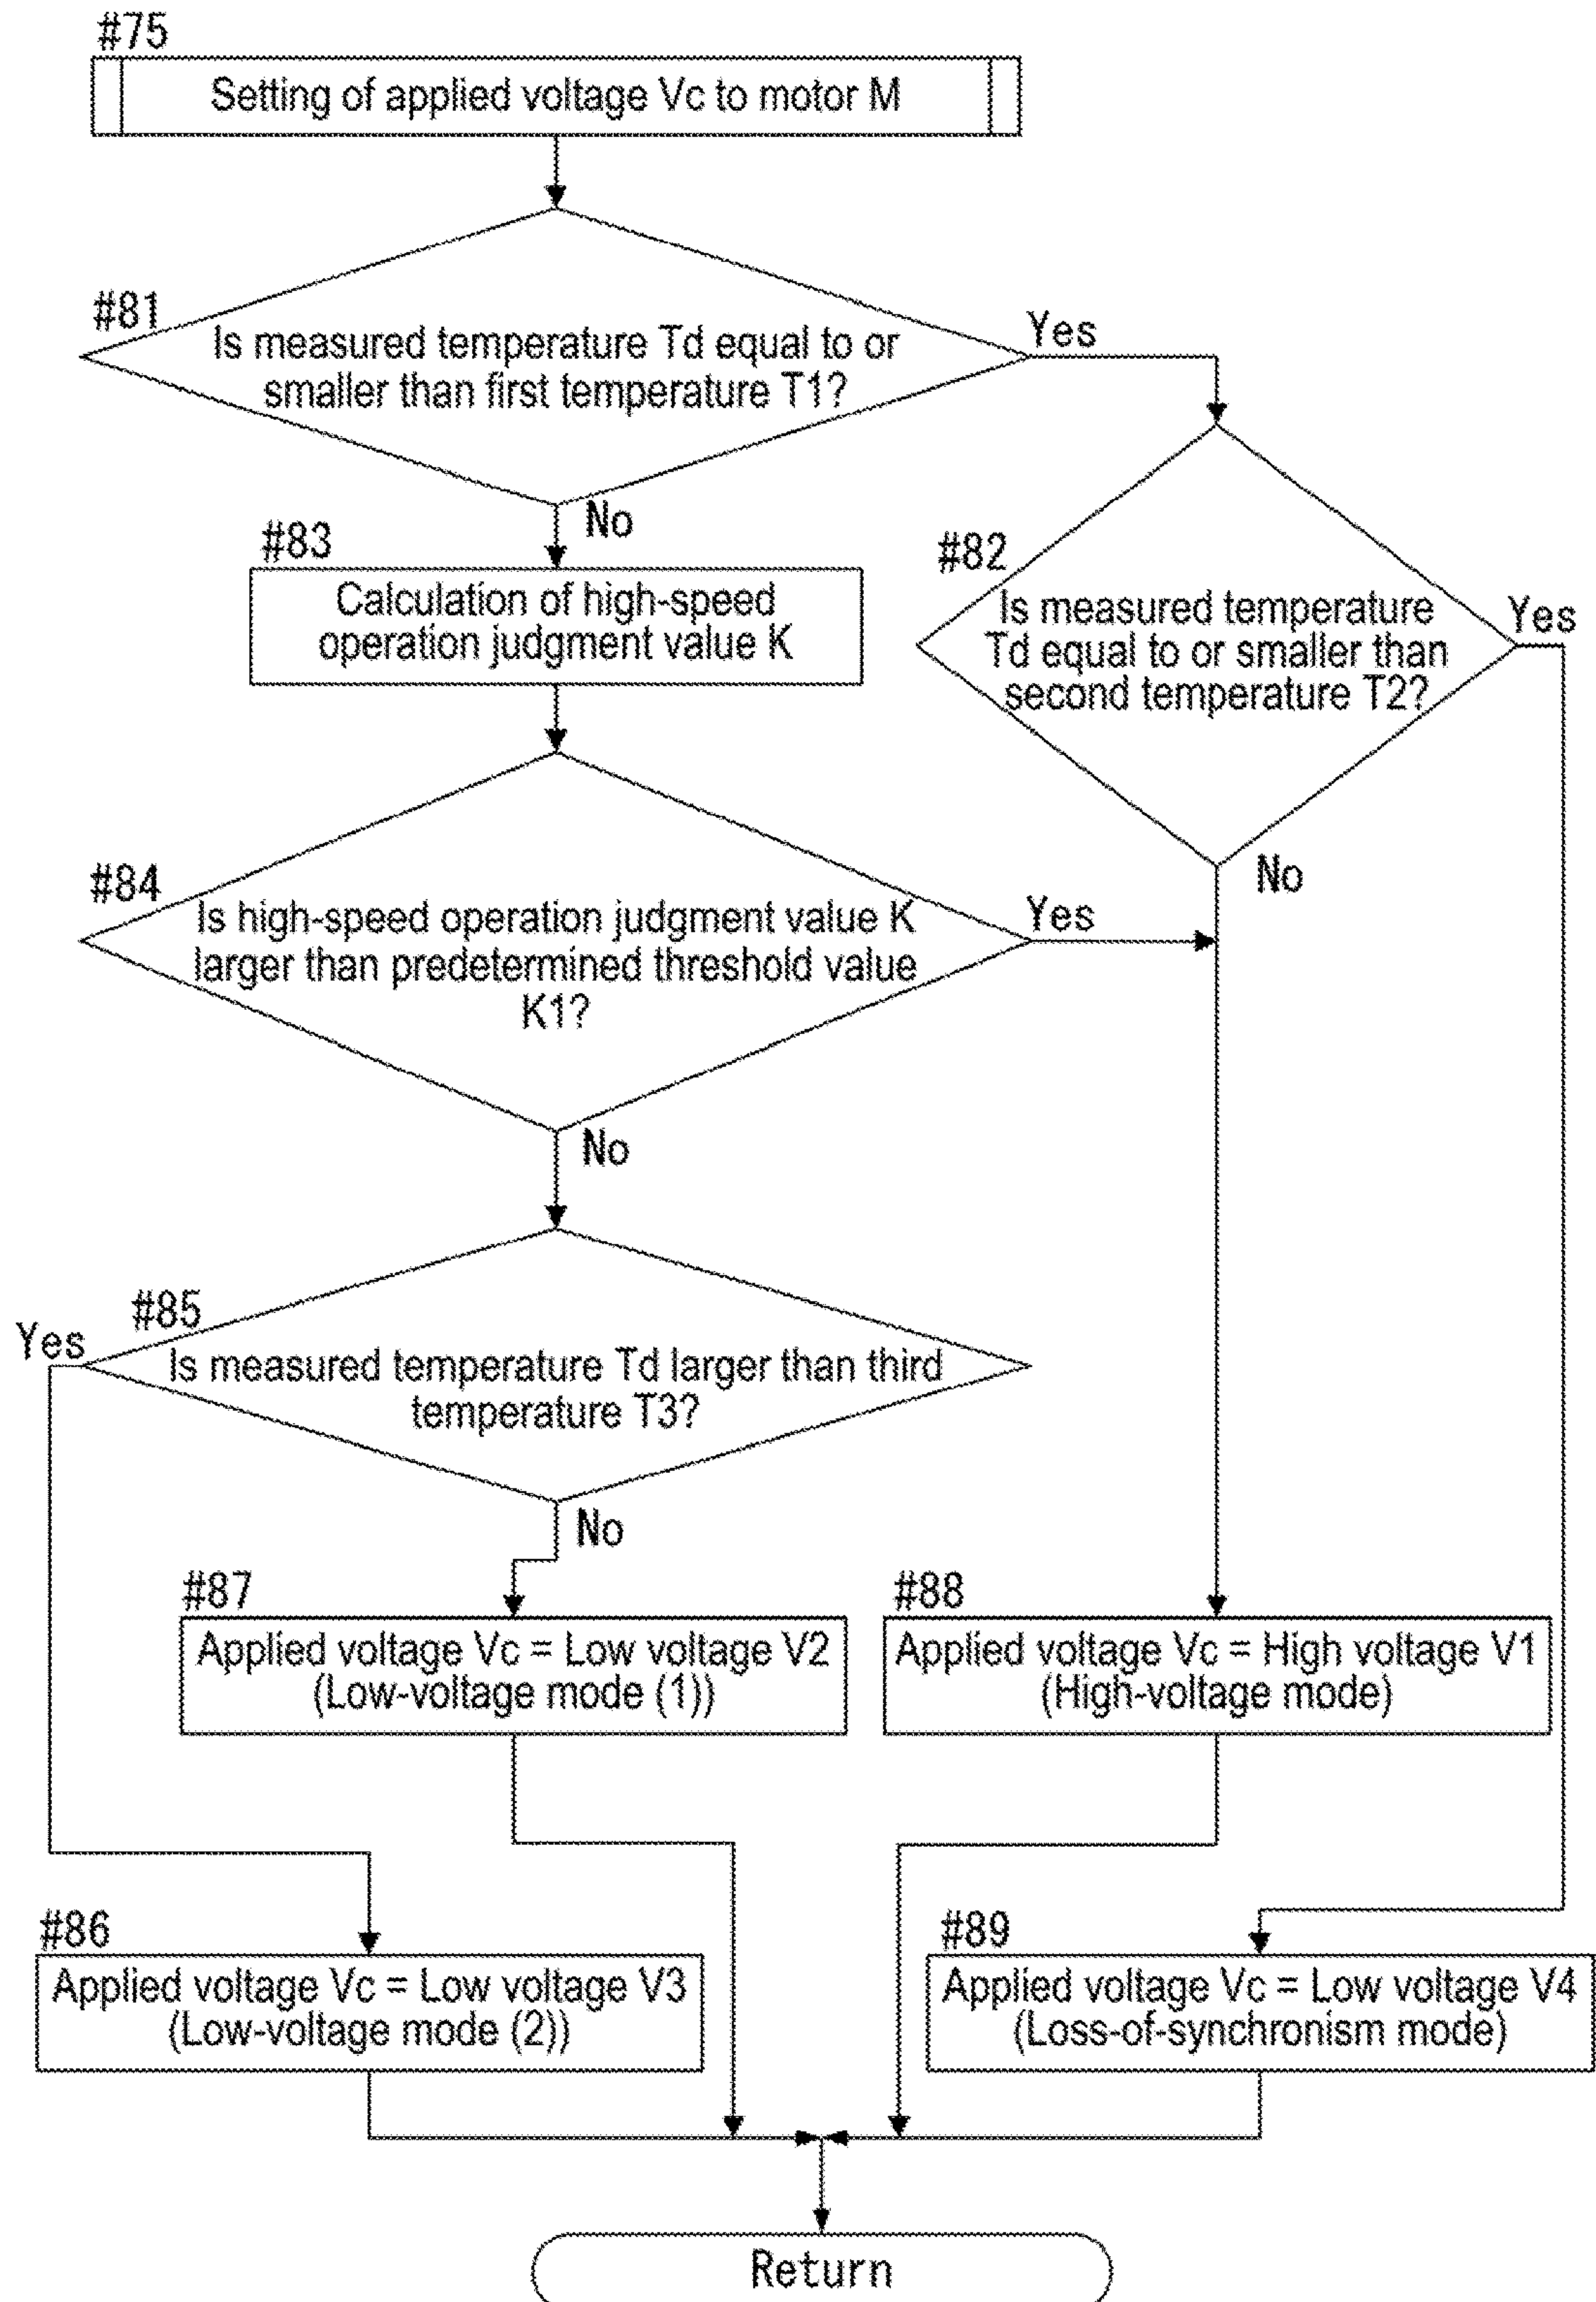 #75
Setting of applied voltage Vc to motor M
#81
Is measured temperature Td equal to or
smaller than first temperature T1?
Yes
No
#83
Calculation of high-speed
operation judgment value K
#82
Is measured temperature
Td equal to or smaller than
second temperature T2?
Yes
No
#84
Is high-speed operation judgment value K
larger than predetermined threshold value
K1?
Yes
No
#85
Yes
Is measured temperature Td larger than third
temperature T3?
No
#87
Applied voltage Vc = Low voltage V2
(Low-voltage mode (1))
#88
Applied voltage Vc = High voltage V1
(High-voltage mode)
#86
Applied voltage Vc = Low voltage V3
(Low-voltage mode (2))
#89
Applied voltage Vc = Low voltage V4
(Loss-of-synchronism mode)
Return